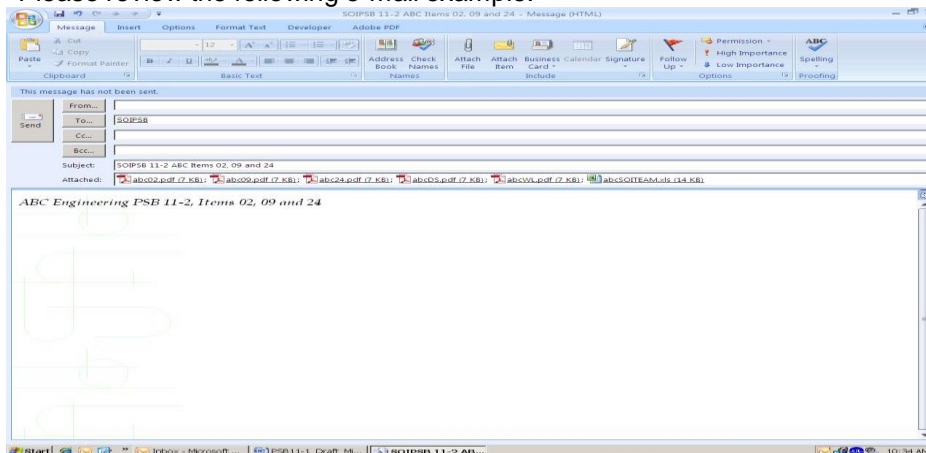 Please review the following e-mail example:
SOIPSB 11-2 ABC Items 02, 09 and 24 - Message (HTML)
Message Insert Options Format Text Developer Adobe PDF
Paste
Cut
Copy
Format Painter
Clipboard
12
Basic Text
Address Book
Check Names
Names
Attach File
Attach Item
Business Card
Calendar
Signature
Include
Follow Up
Permission
High Importance
Low Importance
Options
ABC
Spelling
Proofing
This message has not been sent.
Send
From...
To... SOIPSB
Cc...
Bcc...
Subject: SOIPSB 11-2 ABC Items 02, 09 and 24
Attached: abc02.pdf (7 KB); abc09.pdf (7 KB); abc24.pdf (7 KB); abcDS.pdf (7 KB); abcWL.pdf (7 KB); abcSOITEAM.xls (14 KB)
ABC Engineering PSB 11-2, Items 02, 09 and 24
Start Inbox - Microsoft ... PSB11-1_Draft_Mi... SOIPSB 11-2 AB... 10:34 AM